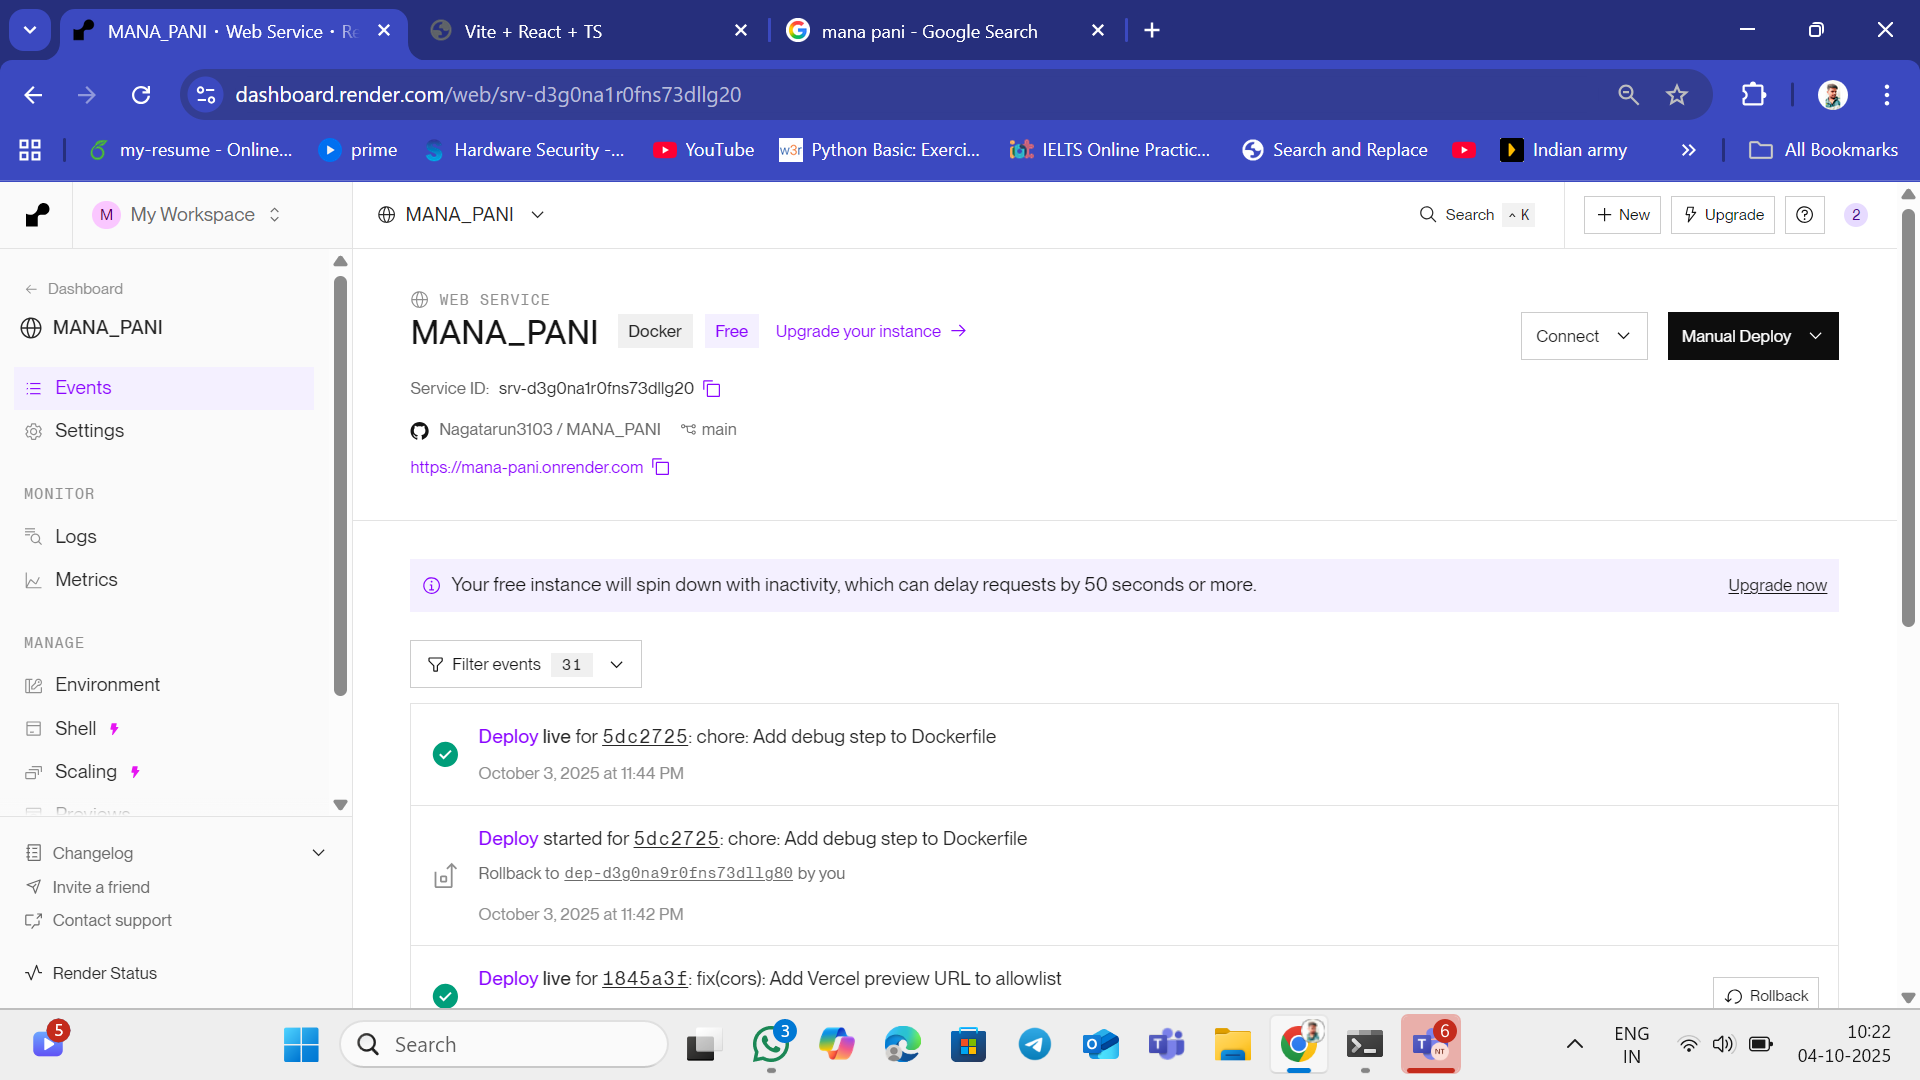 MANA_PANI · Web Service · Re
Vite + React + TS
mana pani - Google Search
dashboard.render.com/web/srv-d3g0na1r0fns73dllg20
my-resume - Online...
prime
Hardware Security -...
YouTube
w3r
Python Basic: Exerci...
IELTS Online Practic...
Search and Replace
Indian army
»
All Bookmarks
M
My Workspace
MANA_PANI
Search
^ K
+ New
Upgrade
2
← Dashboard
MANA_PANI
Events
Settings
MONITOR
Logs
Metrics
MANAGE
Environment
Shell
Scaling
Previews
Changelog
Invite a friend
Contact support
Render Status
WEB SERVICE
MANA_PANI
Docker
Free
Upgrade your instance →
Connect
Manual Deploy
Service ID: srv-d3g0na1r0fns73dllg20
Nagatarun3103 / MANA_PANI
main
https://mana-pani.onrender.com
Your free instance will spin down with inactivity, which can delay requests by 50 seconds or more.
Upgrade now
Filter events
31
Deploy live for 5dc2725: chore: Add debug step to Dockerfile
October 3, 2025 at 11:44 PM
Deploy started for 5dc2725: chore: Add debug step to Dockerfile
Rollback to dep-d3g0na9r0fns73dllg80 by you
October 3, 2025 at 11:42 PM
Deploy live for 1845a3f: fix(cors): Add Vercel preview URL to allowlist
Rollback
5
Search
3
6
NT
ENG
IN
10:22
04-10-2025